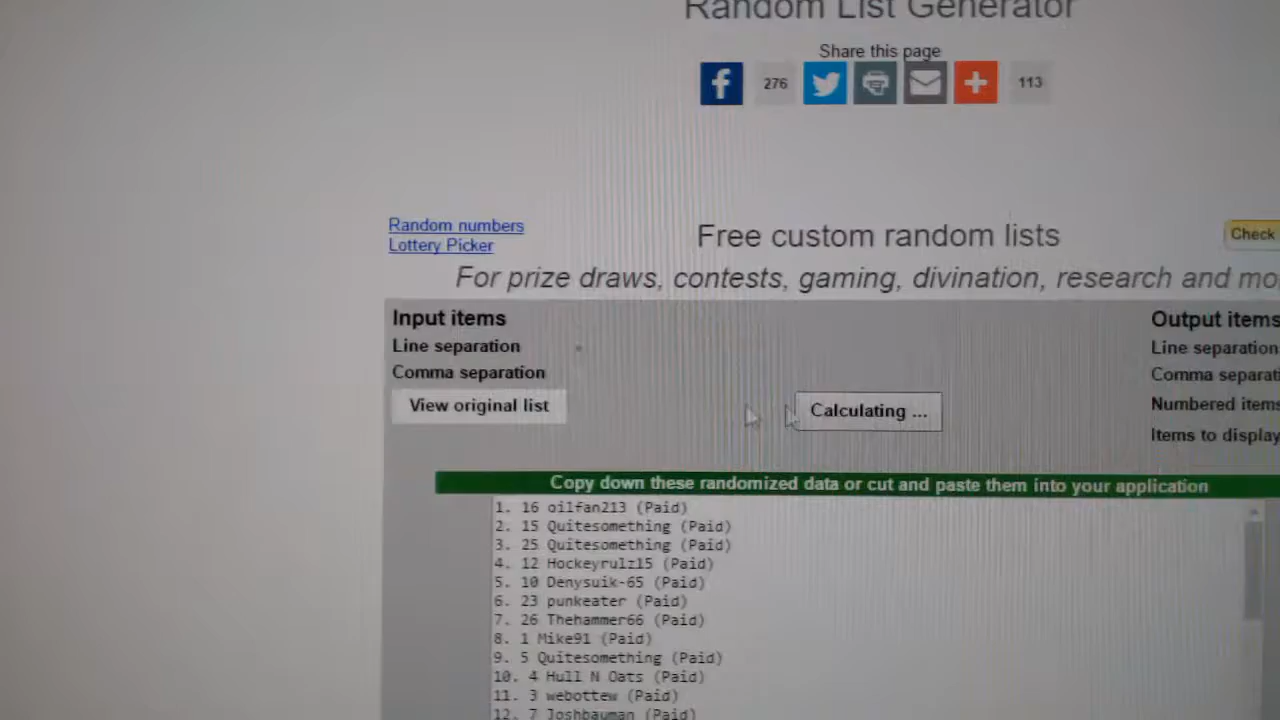 Random List Generator
Share this page
276
113
Random numbers
Lottery Picker
Free custom random lists
Check
For prize draws, contests, gaming, divination, research and mo
Input items
Line separation
Comma separation
View original list
Calculating ...
Output items
Line separation
Comma separati
Numbered items
Items to display
Copy down these randomized data or cut and paste them into your application
1. 16 oilfan213 (Paid)
2. 15 Quitesomething (Paid)
3. 25 Quitesomething (Paid)
4. 12 Hockeyrulz15 (Paid)
5. 10 Denysuik-65 (Paid)
6. 23 punkeater (Paid)
7. 26 Thehammer66 (Paid)
8. 1 Mike91 (Paid)
9. 5 Quitesomething (Paid)
10. 4 Hull N Oats (Paid)
11. 3 webottew (Paid)
12. 7 Joshbauman (Paid)